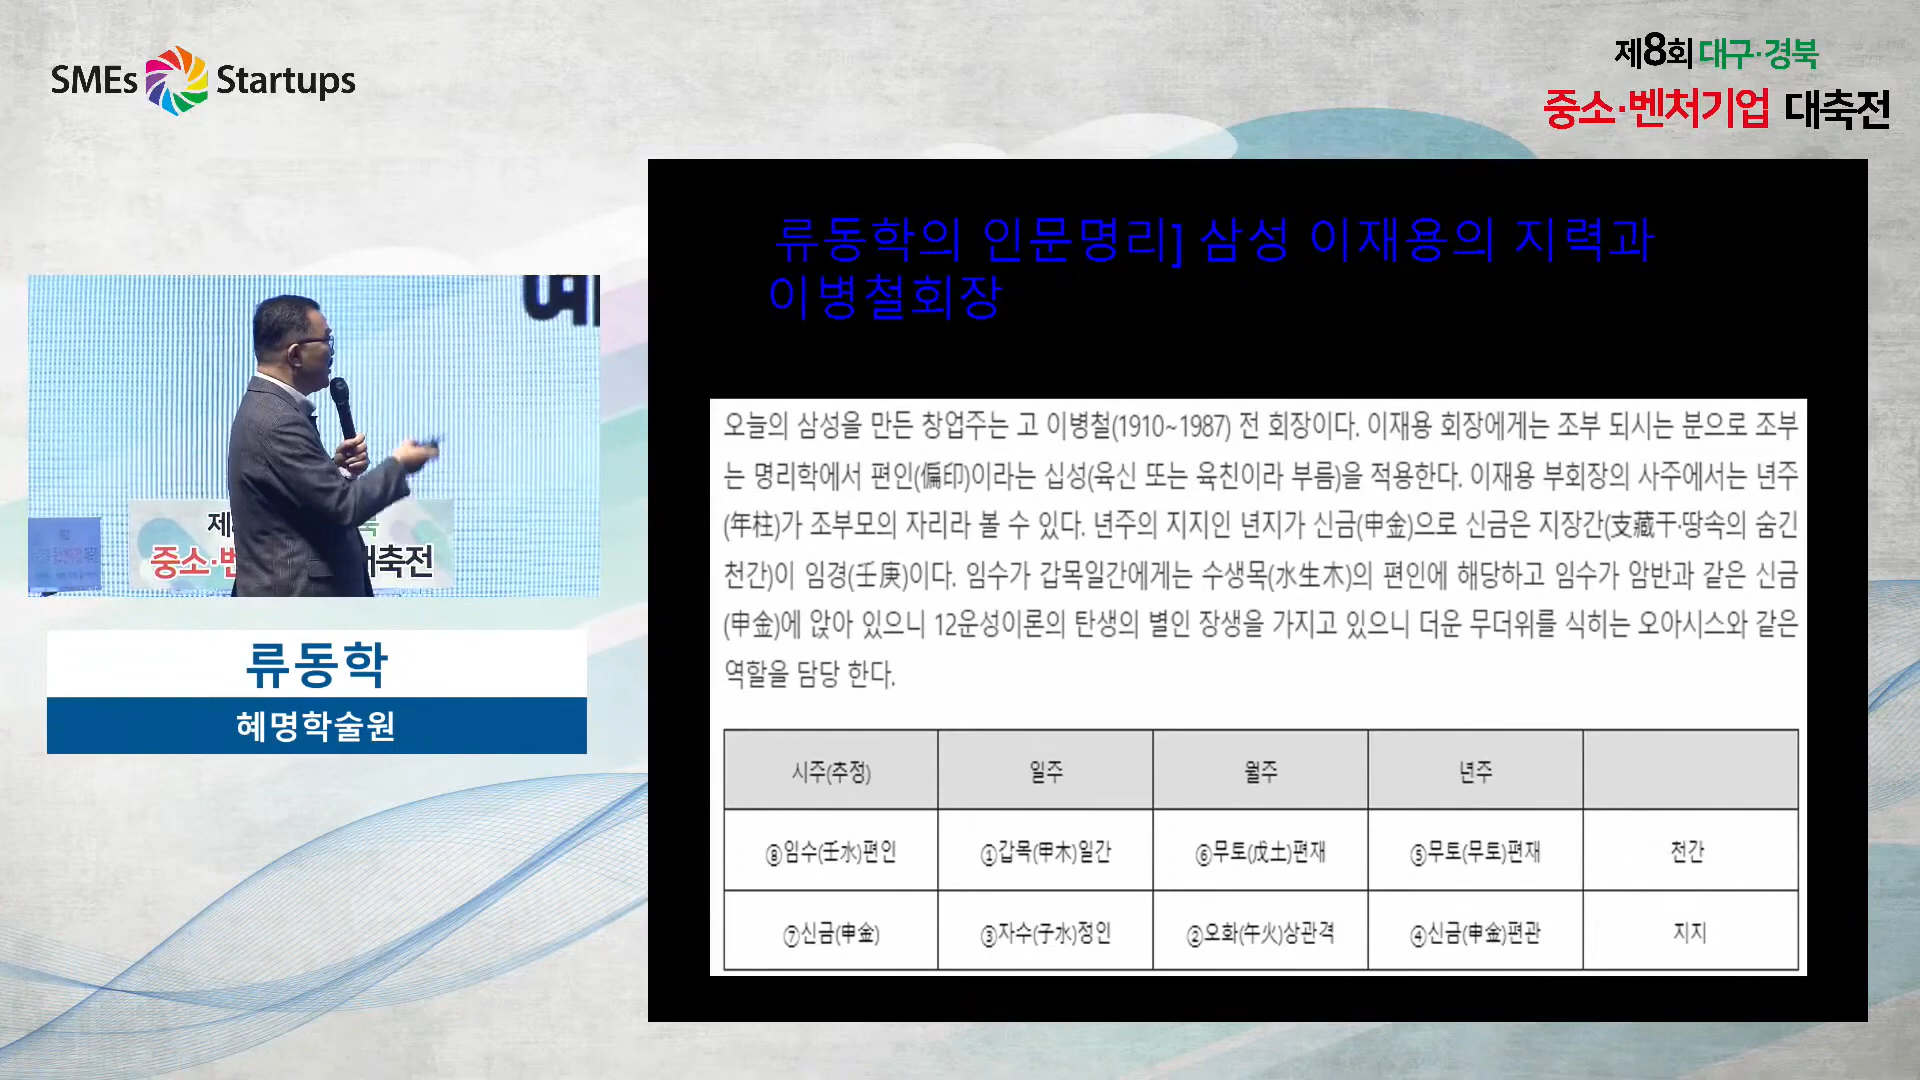 SMEs Startups
제8회 대구·경북
중소·벤처기업 대축전
류동학의 인문명리] 삼성 이재용의 지력과
이병철회장
오늘의 삼성을 만든 창업주는 고 이병철(1910~1987) 전 회장이다. 이재용 회장에게는 조부 되시는 분으로 조부
는 명리학에서 편인(偏印)이라는 십성(육신 또는 육친이라 부름)을 적용한다. 이재용 부회장의 사주에서는 년주
(年柱)가 조부모의 자리라 볼 수 있다. 년주의 지지인 년지가 신금(申金)으로 신금은 지장간(支藏干·땅속의 숨긴
천간)이 임경(壬庚)이다. 임수가 갑목일간에게는 수생목(水生木)의 편인에 해당하고 임수가 암반과 같은 신금
(申金)에 앉아 있으니 12운성이론의 탄생의 별인 장생을 가지고 있으니 더운 무더위를 식히는 오아시스와 같은
역할을 담당 한다.
시주(추정) 일주 월주 년주
⑧임수(壬水)편인 ①갑목(甲木)일간 ⑥무토(戊土)편재 ⑤무토(무토)편재 천간
⑦신금(申金) ③자수(子水)정인 ②오화(午火)상관격 ④신금(申金)편관 지지
예
제
중소·벤 대축전
류동학
혜명학술원